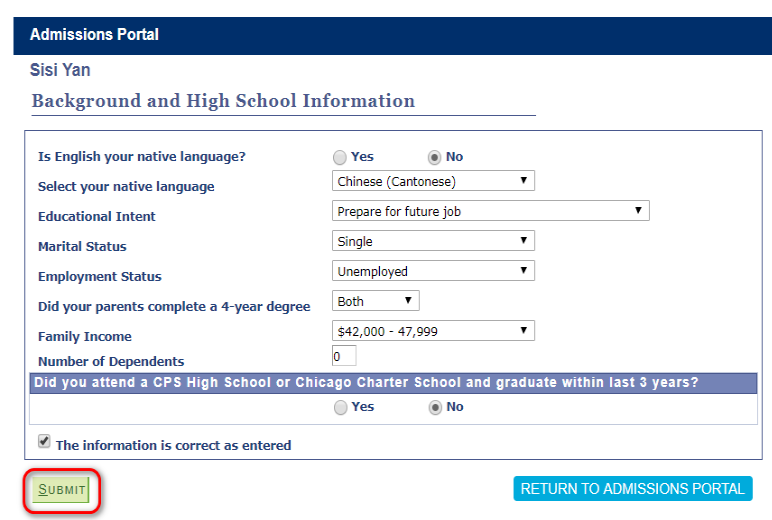 Admissions Portal
Sisi Yan
Background and High School Information
Is English your native language? Yes No
Select your native language Chinese (Cantonese)
Educational Intent Prepare for future job
Marital Status Single
Employment Status Unemployed
Did your parents complete a 4-year degree Both
Family Income $42,000 - 47,999
Number of Dependents 0
Did you attend a CPS High School or Chicago Charter School and graduate within last 3 years?
Yes No
The information is correct as entered
SUBMIT RETURN TO ADMISSIONS PORTAL